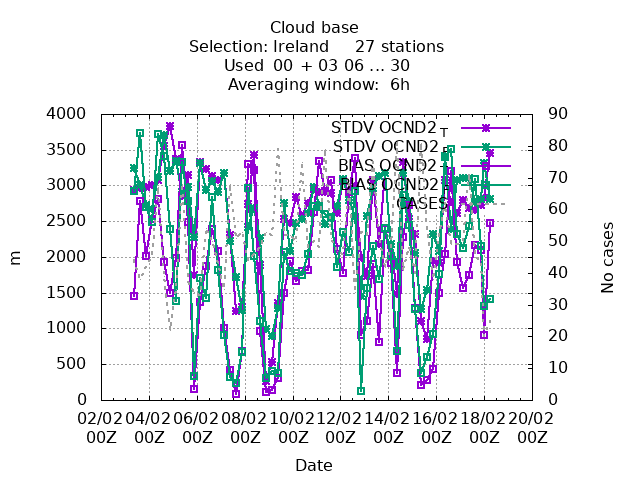 Cloud base
Selection: Ireland 27 stations
Used 00 + 03 06 ... 30
Averaging window: 6h
4000
3500
3000
2500
2000
1500
1000
500
0
m
90
80
70
60
50
40
30
20
10
0
No cases
STDV OCND2 T
STDV OCND2
BIAS OCND2
BIAS OCND2
CASES
02/02 04/02 06/02 08/02 10/02 12/02 14/02 16/02 18/02 20/02
00Z 00Z 00Z 00Z 00Z 00Z 00Z 00Z 00Z 00Z
Date